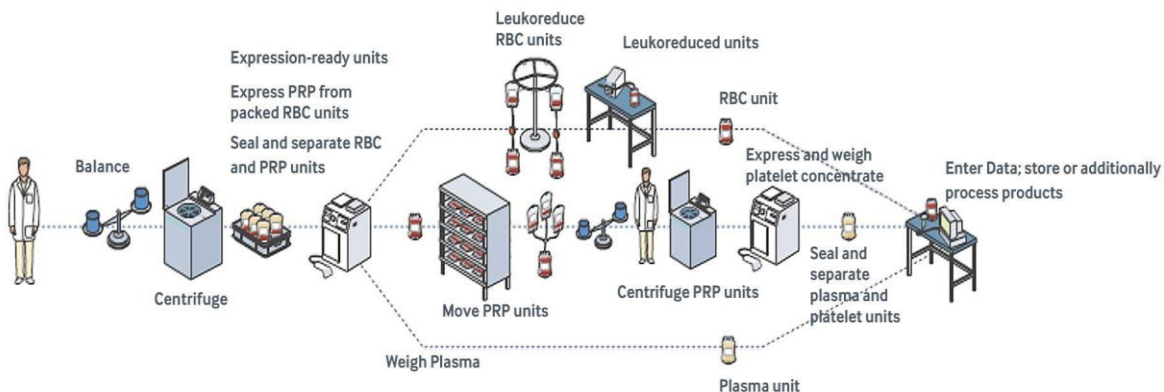 Leukoreduce
RBC units
Leukoreduced units
Expression-ready units
Express PRP from
packed RBC units
Seal and separate RBC
and PRP units
RBC unit
Balance
Express and weigh
platelet concentrate
Enter Data; store or additionally
process products
Centrifuge
Move PRP units
Centrifuge PRP units
Seal and
separate
plasma and
platelet units
Weigh Plasma
Plasma unit